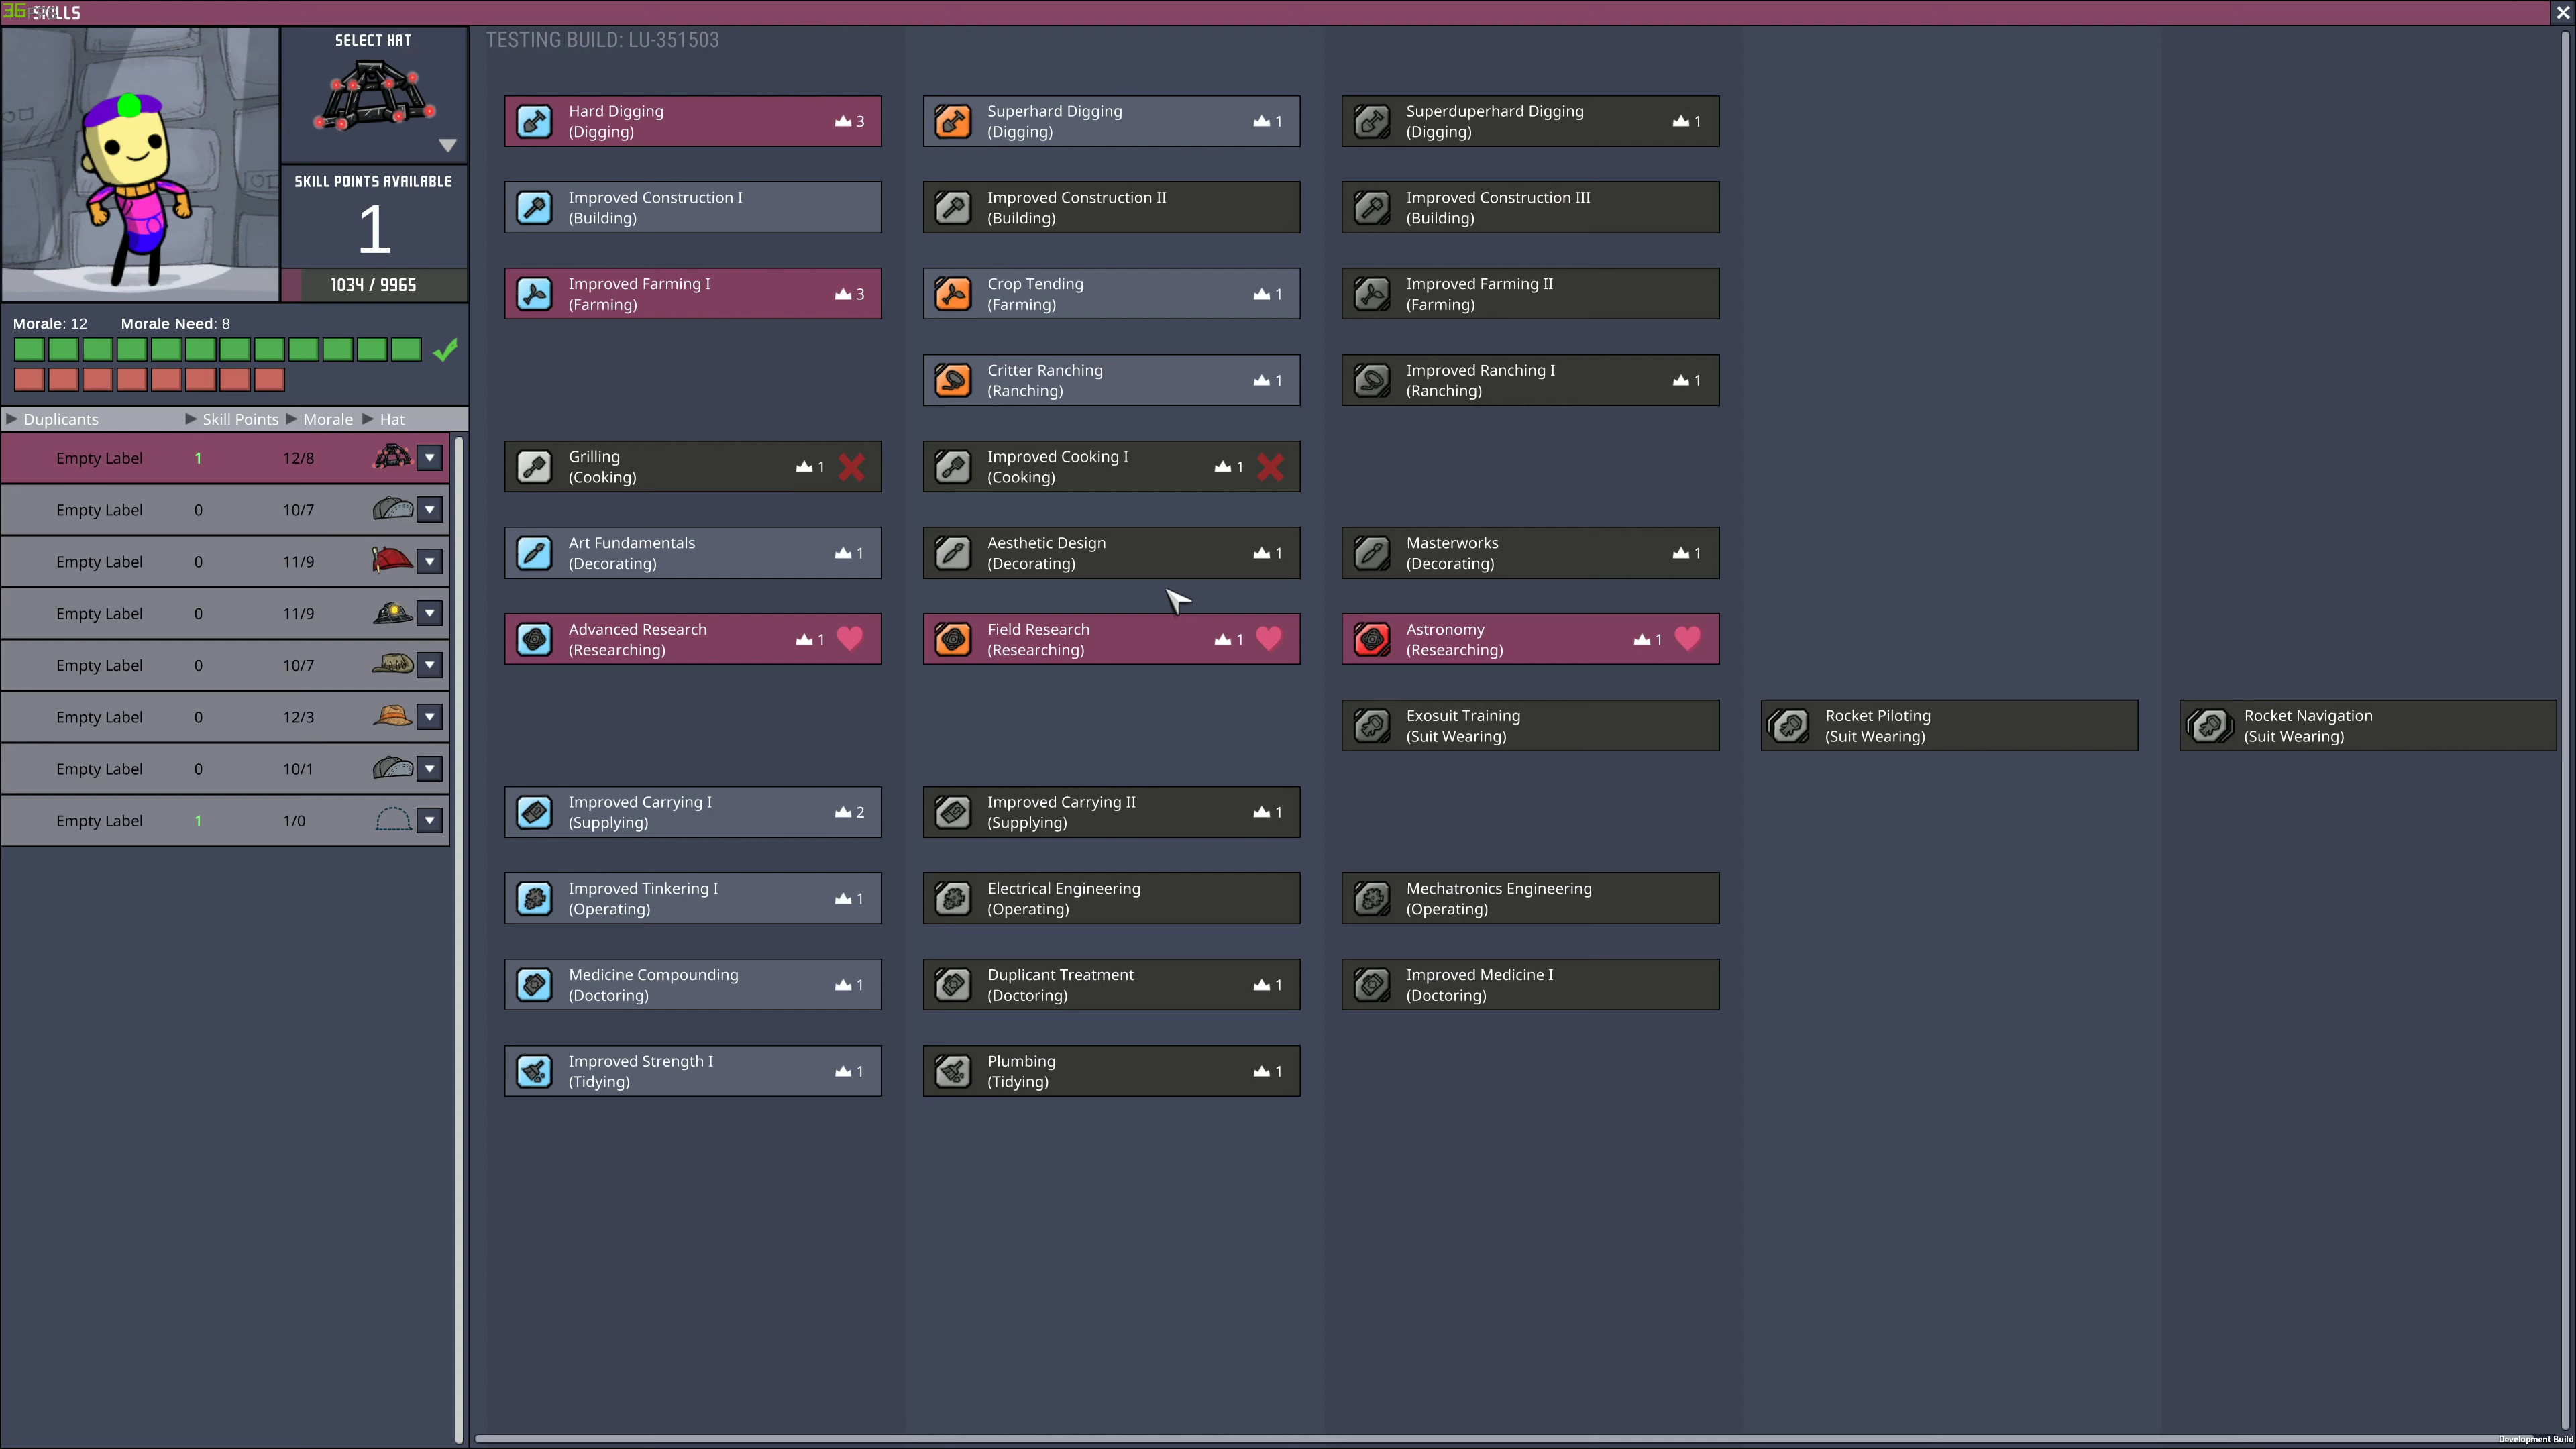 36 FPS
SKILLS
SELECT HAT
SKILL POINTS AVAILABLE
1
1034 / 9965
Morale: 12 Morale Need: 8
Duplicants Skill Points Morale Hat
Empty Label 1 12/8
Empty Label 0 10/7
Empty Label 0 11/9
Empty Label 0 11/9
Empty Label 0 10/7
Empty Label 0 12/3
Empty Label 0 10/1
Empty Label 1 1/0
TESTING BUILD: LU-351503
Hard Digging
(Digging)
3
Superhard Digging
(Digging)
1
Superduperhard Digging
(Digging)
1
Improved Construction I
(Building)
Improved Construction II
(Building)
Improved Construction III
(Building)
Improved Farming I
(Farming)
3
Crop Tending
(Farming)
1
Improved Farming II
(Farming)
Critter Ranching
(Ranching)
1
Improved Ranching I
(Ranching)
1
Grilling
(Cooking)
1
Improved Cooking I
(Cooking)
1
Art Fundamentals
(Decorating)
1
Aesthetic Design
(Decorating)
1
Masterworks
(Decorating)
1
Advanced Research
(Researching)
1
Field Research
(Researching)
1
Astronomy
(Researching)
1
Exosuit Training
(Suit Wearing)
Rocket Piloting
(Suit Wearing)
Rocket Navigation
(Suit Wearing)
Improved Carrying I
(Supplying)
2
Improved Carrying II
(Supplying)
1
Improved Tinkering I
(Operating)
1
Electrical Engineering
(Operating)
Mechatronics Engineering
(Operating)
Medicine Compounding
(Doctoring)
1
Duplicant Treatment
(Doctoring)
1
Improved Medicine I
(Doctoring)
Improved Strength I
(Tidying)
1
Plumbing
(Tidying)
1
Development Build